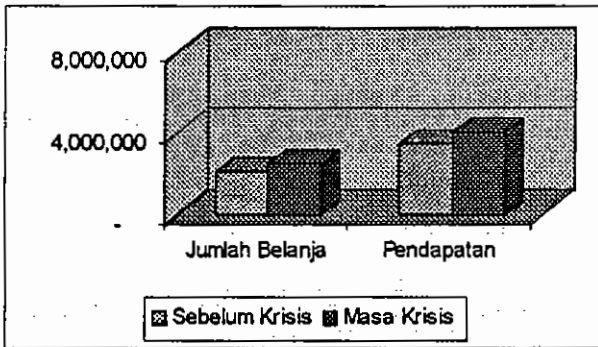 8,000,000
4,000,000
-
Jumlah Belanja Pendapatan
Sebelum Krisis Masa Krisis